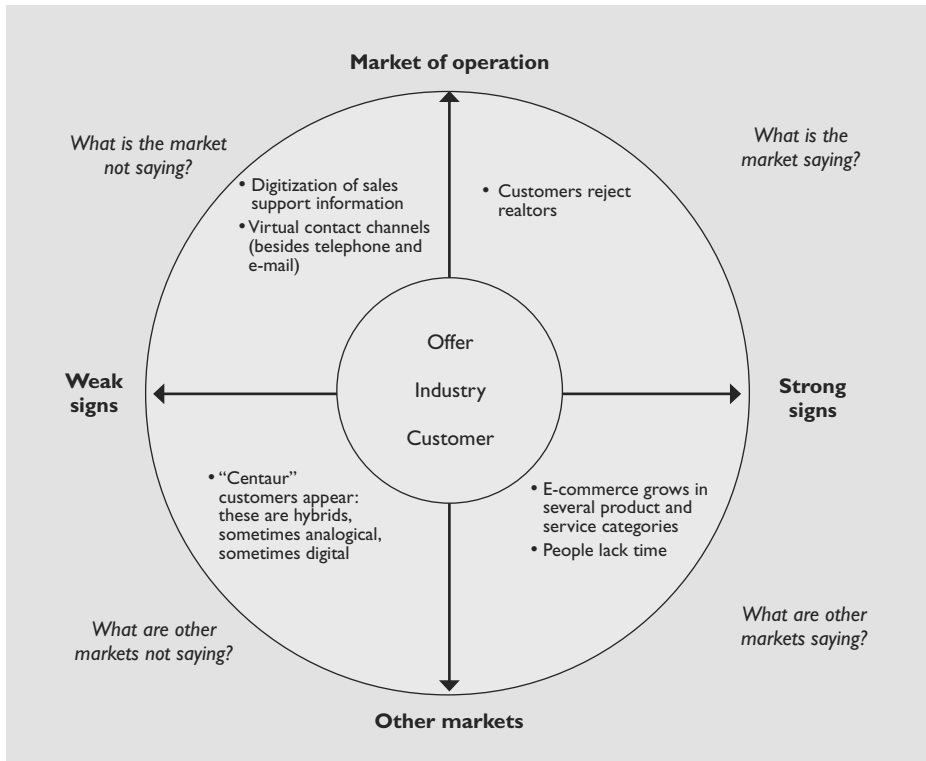 Market of operation
What is the market
not saying?
What is the
market saying?
• Digitization of sales
support information
• Virtual contact channels
(besides telephone and
e-mail)
• Customers reject
realtors
Offer
Industry
Customer
Weak
signs
Strong
signs
• “Centaur”
customers appear:
these are hybrids,
sometimes analogical,
sometimes digital
• E-commerce grows in
several product and
service categories
• People lack time
What are other
markets not saying?
What are other
markets saying?
Other markets